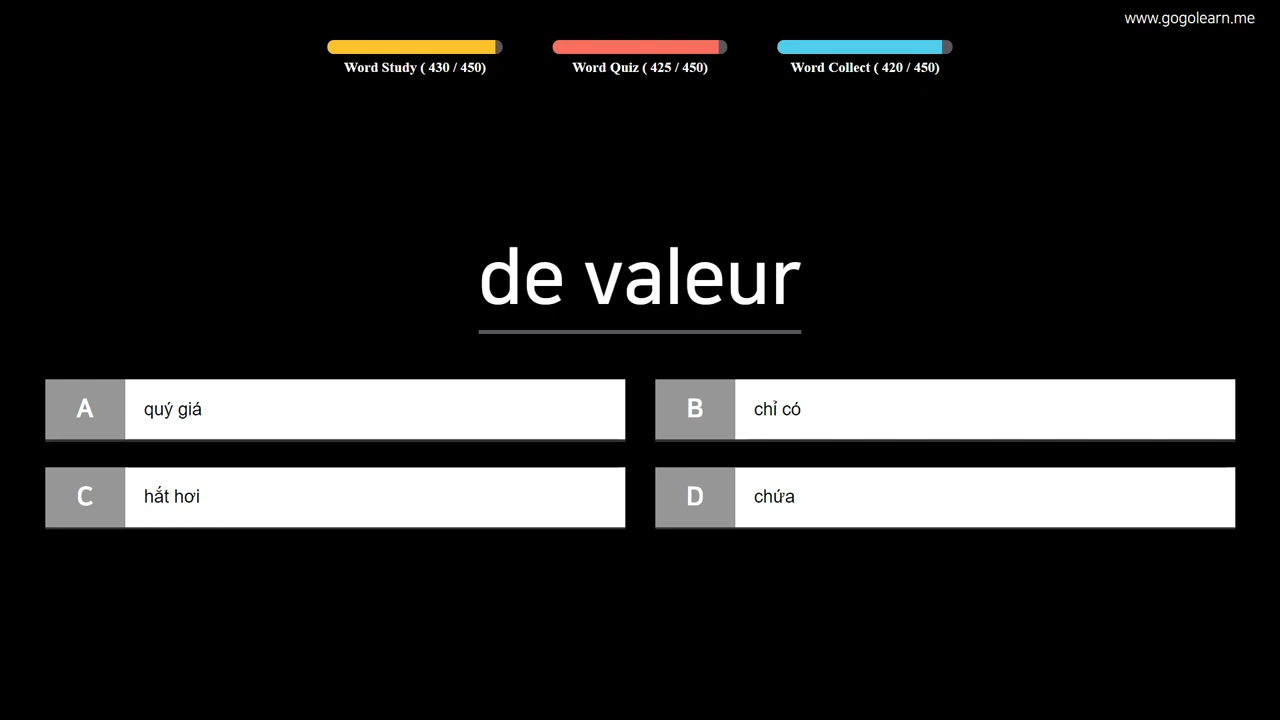 www.gogolearn.me
Word Study ( 430 / 450)
Word Quiz ( 425 / 450)
Word Collect ( 420 / 450)
de valeur
A quý giá
B chỉ có
C hắt hơi
D chứa